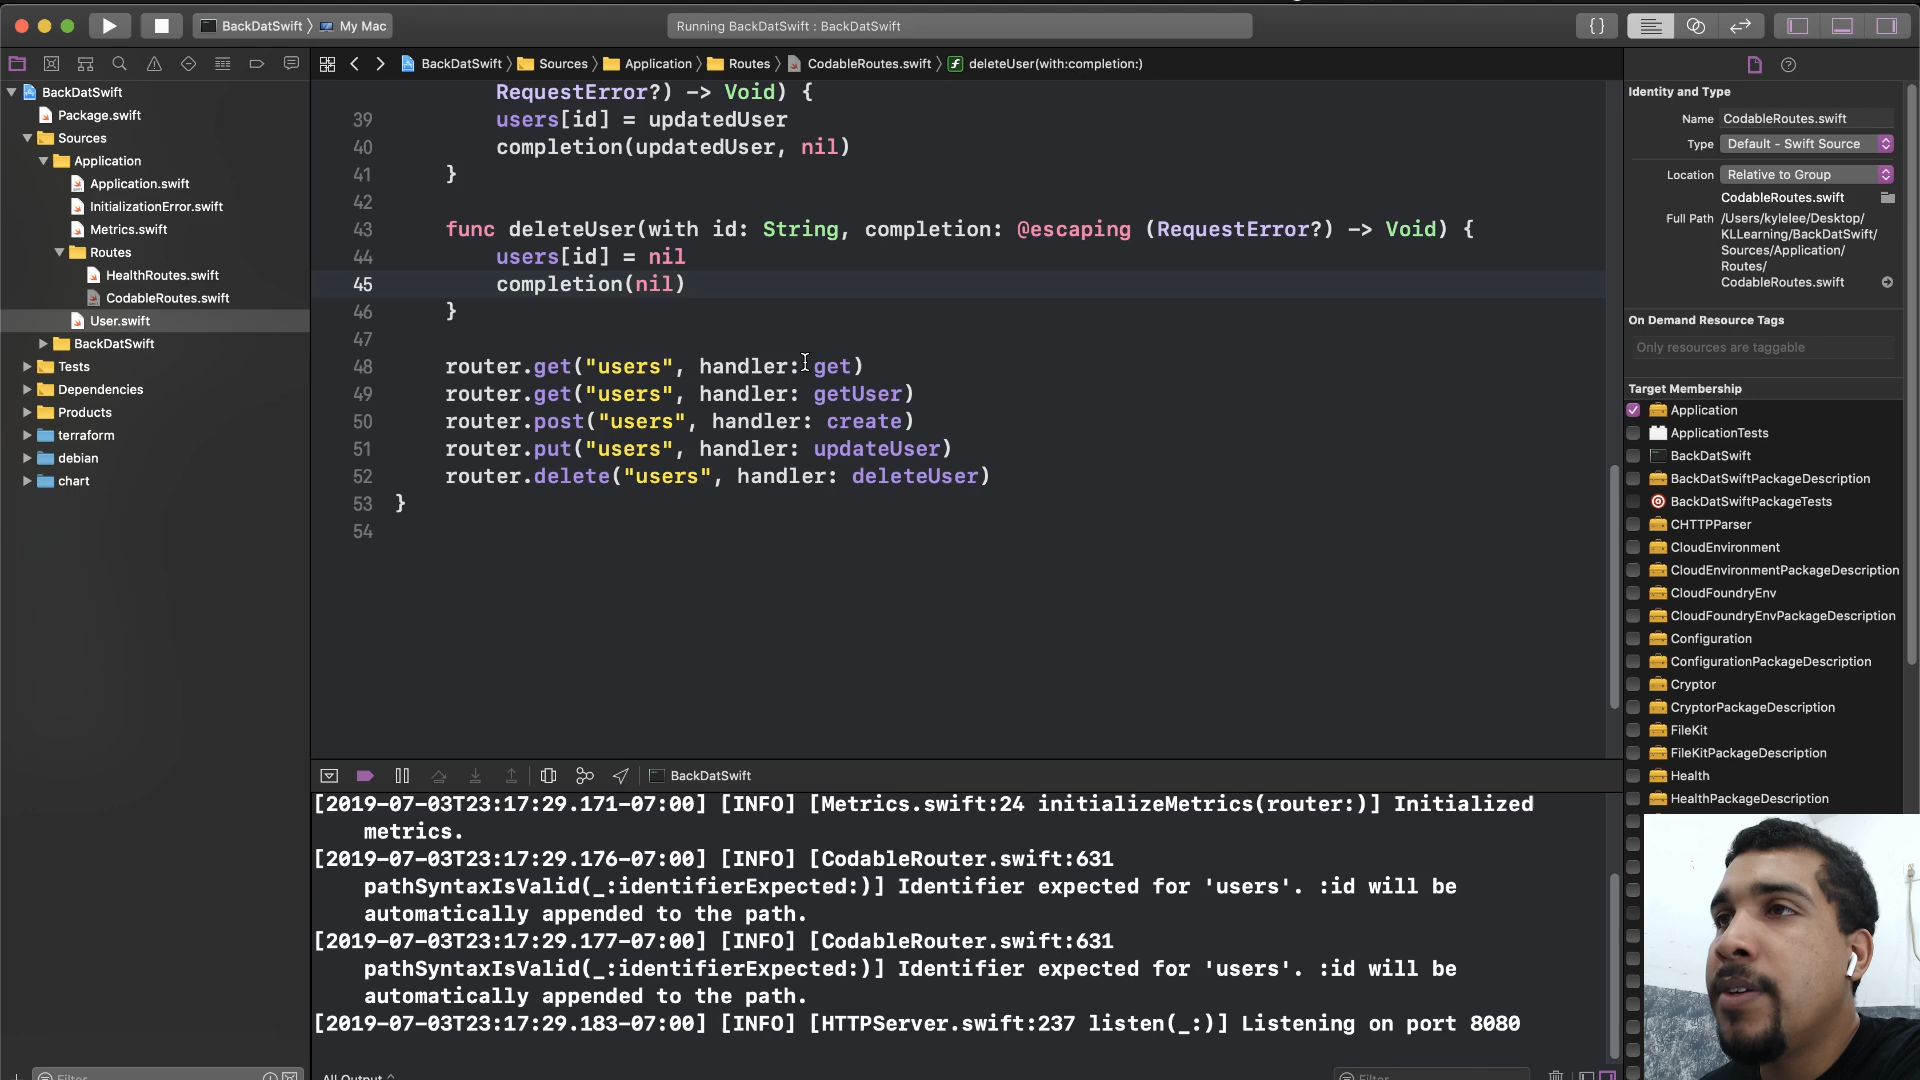 BackDatSwift
My Mac
Running BackDatSwift : BackDatSwift
{}
BackDatSwift
Sources
Application
Routes
CodableRoutes.swift
deleteUser(with:completion:)
BackDatSwift
Package.swift
Sources
Application
Application.swift
InitializationError.swift
Metrics.swift
Routes
HealthRoutes.swift
CodableRoutes.swift
User.swift
BackDatSwift
Tests
Dependencies
Products
terraform
debian
chart
RequestError?) -> Void) {
39 users[id] = updatedUser
40 completion(updatedUser, nil)
41 }
42
43 func deleteUser(with id: String, completion: @escaping (RequestError?) -> Void) {
44 users[id] = nil
45 completion(nil)
46 }
47
48 router.get("users", handler: get)
49 router.get("users", handler: getUser)
50 router.post("users", handler: create)
51 router.put("users", handler: updateUser)
52 router.delete("users", handler: deleteUser)
53 }
54
BackDatSwift
[2019-07-03T23:17:29.171-07:00] [INFO] [Metrics.swift:24 initializeMetrics(router:)] Initialized
metrics.
[2019-07-03T23:17:29.176-07:00] [INFO] [CodableRouter.swift:631
pathSyntaxIsValid(_:identifierExpected:)] Identifier expected for 'users'. :id will be
automatically appended to the path.
[2019-07-03T23:17:29.177-07:00] [INFO] [CodableRouter.swift:631
pathSyntaxIsValid(_:identifierExpected:)] Identifier expected for 'users'. :id will be
automatically appended to the path.
[2019-07-03T23:17:29.183-07:00] [INFO] [HTTPServer.swift:237 listen(_:)] Listening on port 8080
Filter
All Output
Filter
Identity and Type
Name CodableRoutes.swift
Type Default - Swift Source
Location Relative to Group
CodableRoutes.swift
Full Path /Users/kylelee/Desktop/
KLLearning/BackDatSwift/
Sources/Application/
Routes/
CodableRoutes.swift
On Demand Resource Tags
Only resources are taggable
Target Membership
Application
ApplicationTests
BackDatSwift
BackDatSwiftPackageDescription
BackDatSwiftPackageTests
CHTTPParser
CloudEnvironment
CloudEnvironmentPackageDescription
CloudFoundryEnv
CloudFoundryEnvPackageDescription
Configuration
ConfigurationPackageDescription
Cryptor
CryptorPackageDescription
FileKit
FileKitPackageDescription
Health
HealthPackageDescription